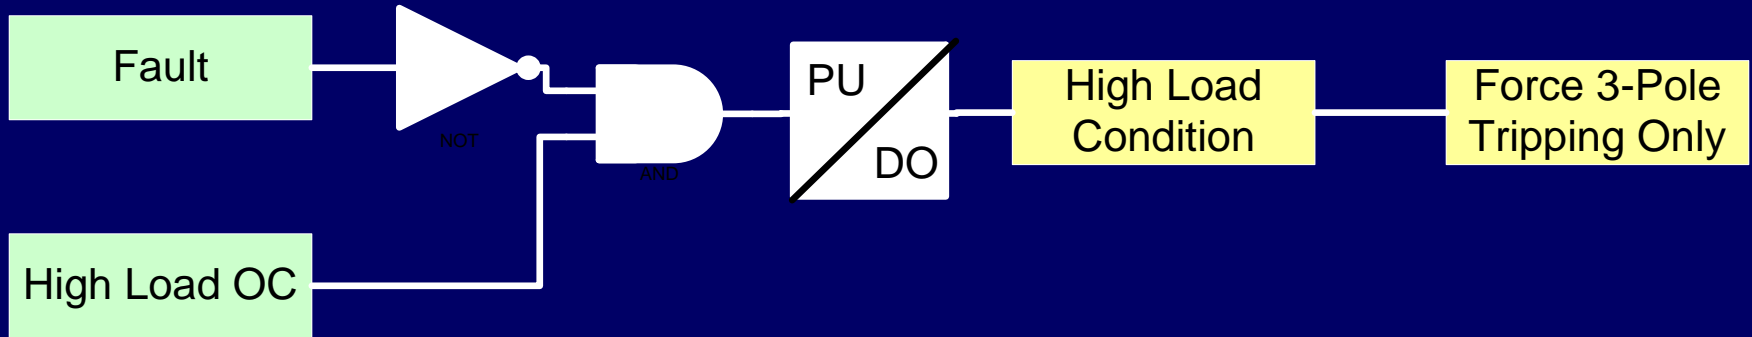 Fault
NOT
High Load OC
AND
PU
DO
High Load
Condition
Force 3-Pole
Tripping Only